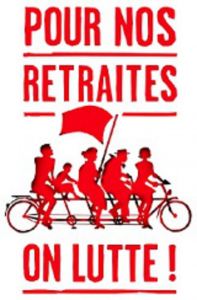 POUR NOS
RETRAITES
ON LUTTE !